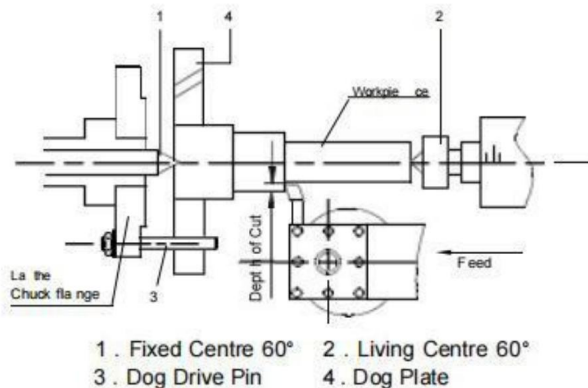 1 4 2
Workpie ce
Dept h of Cut
Feed
La the
Chuck fla nge
3
1 . Fixed Centre 60° 2 . Living Centre 60°
3 . Dog Drive Pin 4 . Dog Plate